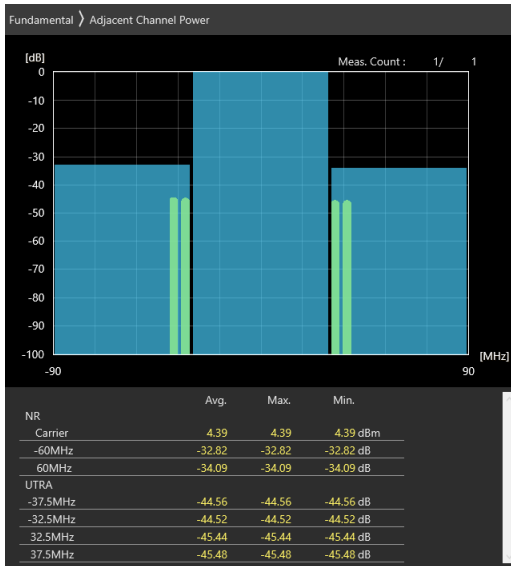 Fundamental 〉 Adjacent Channel Power
[dB]
Meas. Count : 1/ 1
0
-10
-20
-30
-40
-50
-60
-70
-80
-90
-100
[MHz]
-90 90
Avg. Max. Min.
NR
Carrier 4.39 4.39 4.39 dBm
-60MHz -32.82 -32.82 -32.82 dB
60MHz -34.09 -34.09 -34.09 dB
UTRA
-37.5MHz -44.56 -44.56 -44.56 dB
-32.5MHz -44.52 -44.52 -44.52 dB
32.5MHz -45.44 -45.44 -45.44 dB
37.5MHz -45.48 -45.48 -45.48 dB